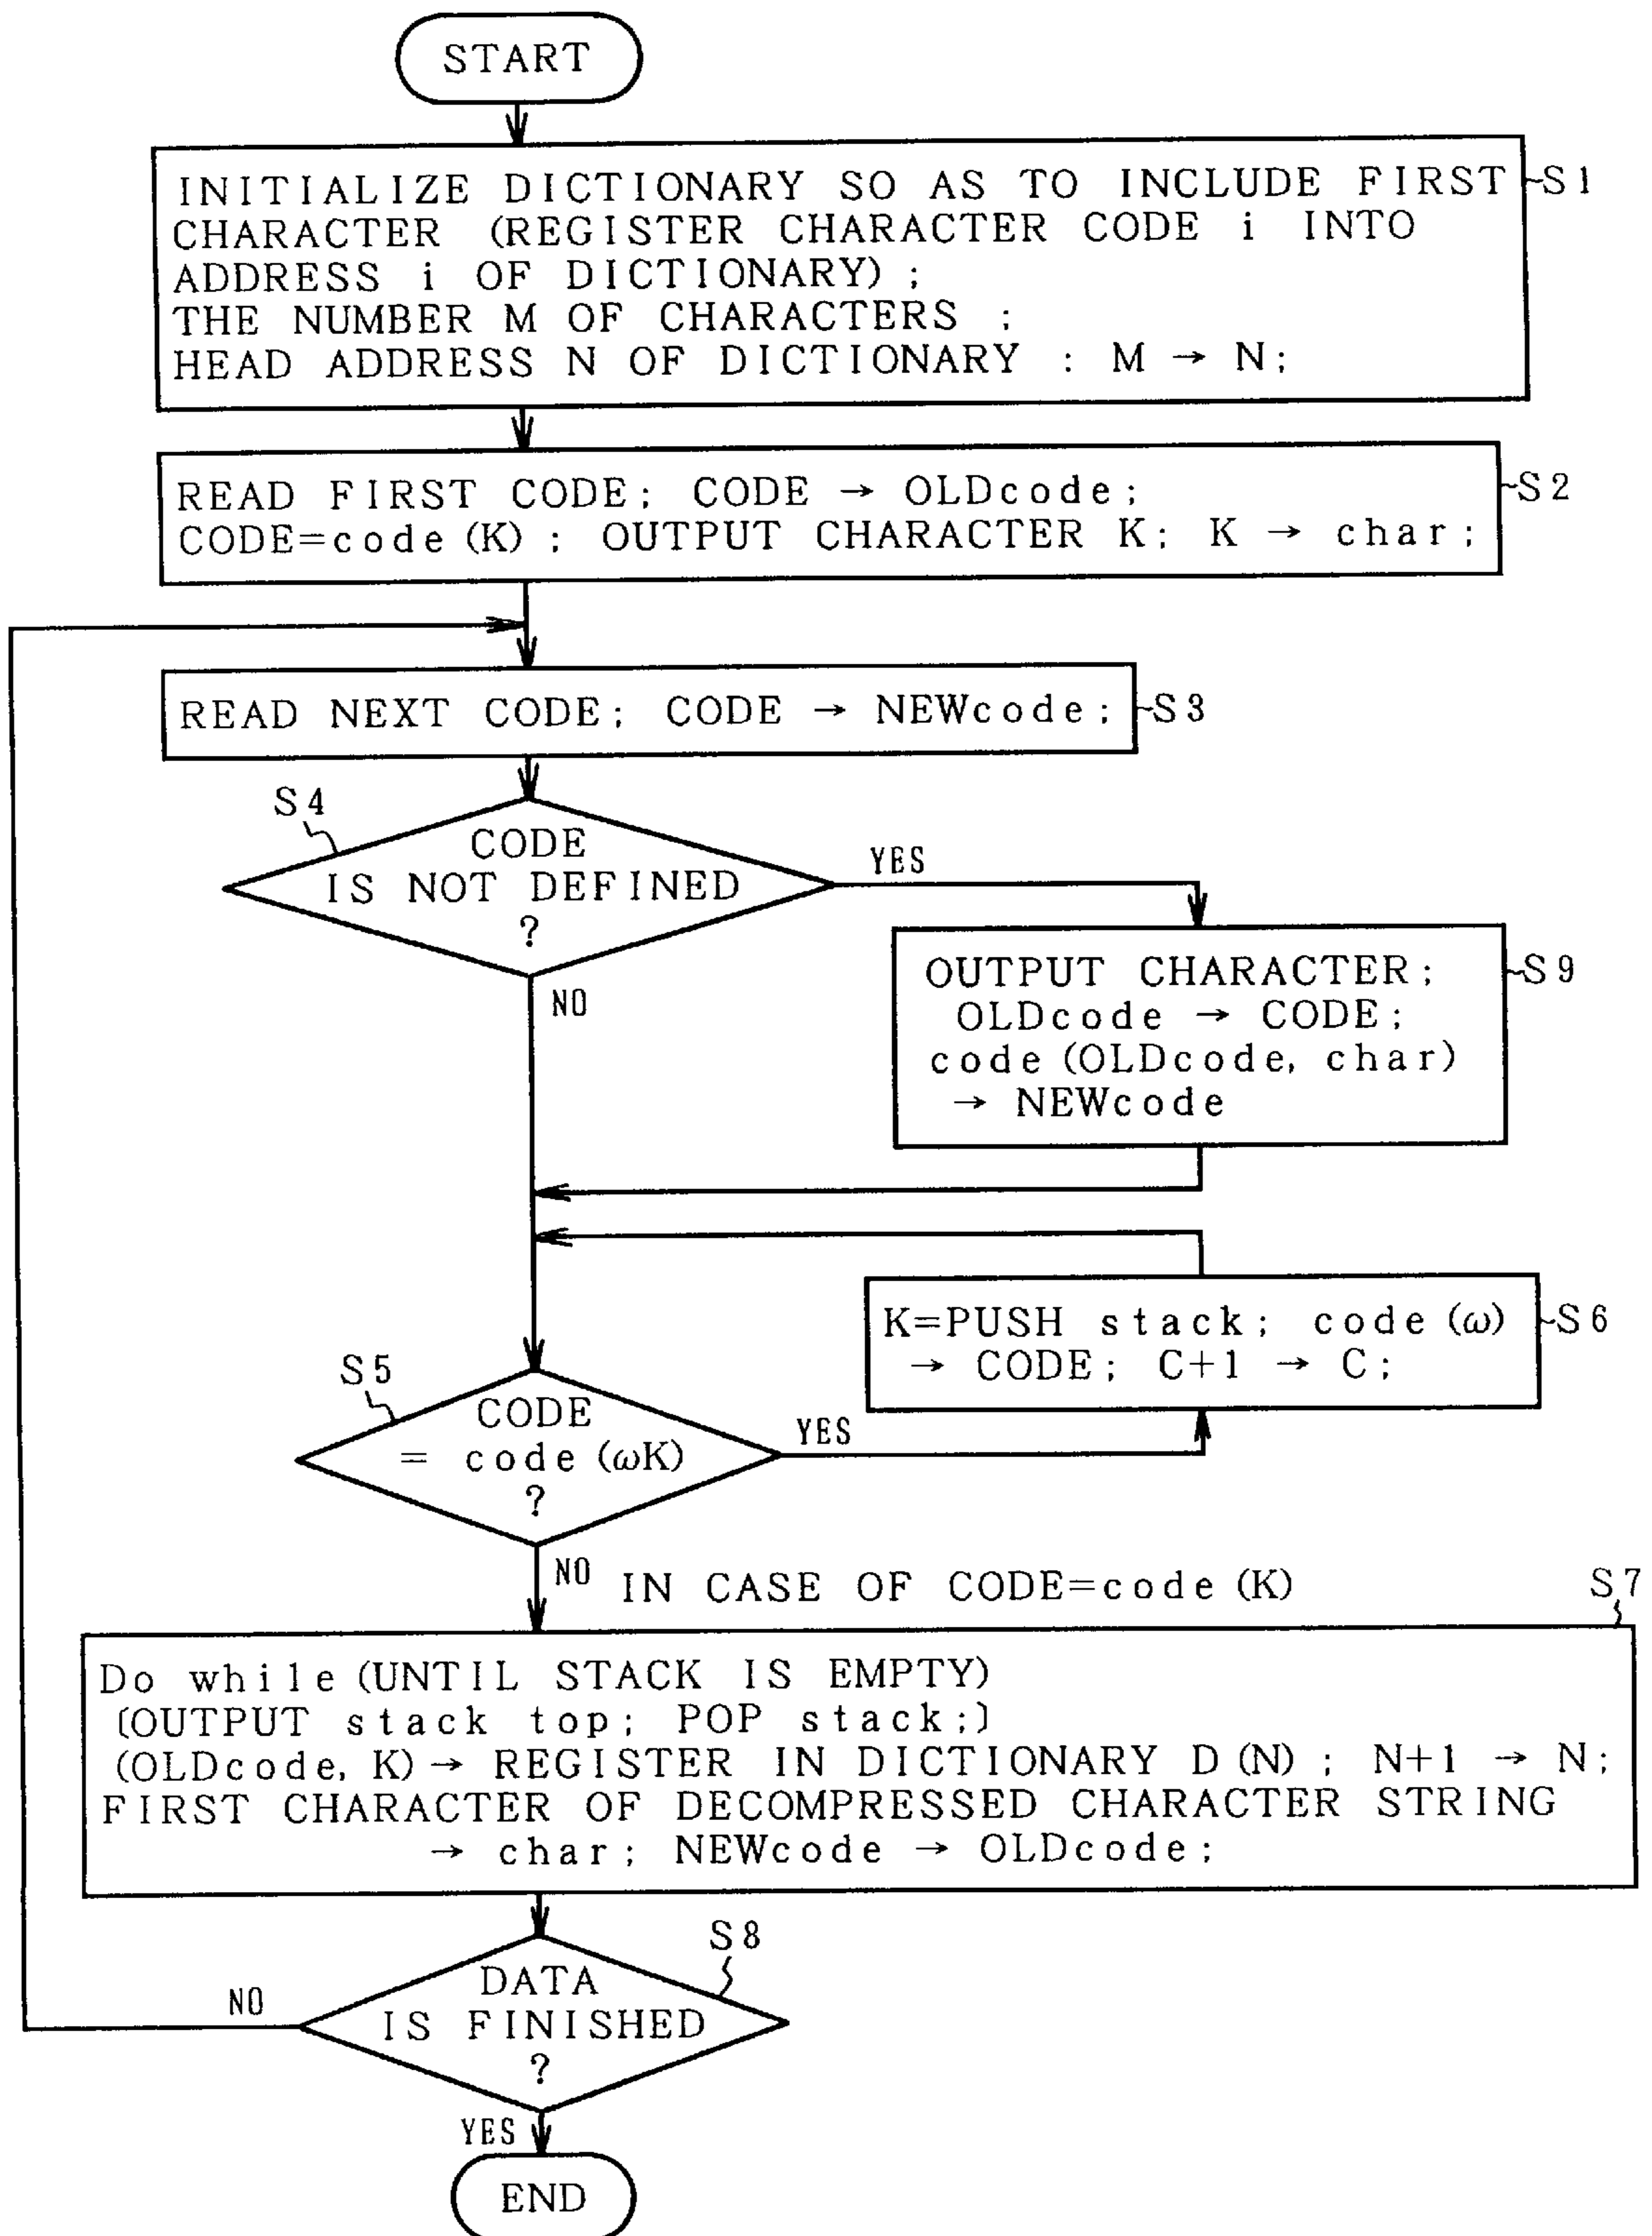 START
INITIALIZE DICTIONARY SO AS TO INCLUDE FIRST
CHARACTER (REGISTER CHARACTER CODE i INTO
ADDRESS i OF DICTIONARY) ;
THE NUMBER M OF CHARACTERS ;
HEAD ADDRESS N OF DICTIONARY : M → N;
S1
READ FIRST CODE; CODE → OLDcode;
CODE=code (K) ; OUTPUT CHARACTER K; K → char;
S2
READ NEXT CODE; CODE → NEWcode;
S3
S4
CODE
IS NOT DEFINED
?
YES
NO
OUTPUT CHARACTER;
OLDcode → CODE;
code (OLDcode, char)
→ NEWcode
S9
K=PUSH stack; code (ω)
→ CODE; C+1 → C;
S6
S5
CODE
= code (ωK)
?
YES
NO
IN CASE OF CODE=code (K)
S7
Do while (UNTIL STACK IS EMPTY)
(OUTPUT stack top; POP stack;)
(OLDcode, K) → REGISTER IN DICTIONARY D (N) ; N+1 → N;
FIRST CHARACTER OF DECOMPRESSED CHARACTER STRING
→ char; NEWcode → OLDcode;
S8
DATA
IS FINISHED
?
NO
YES
END